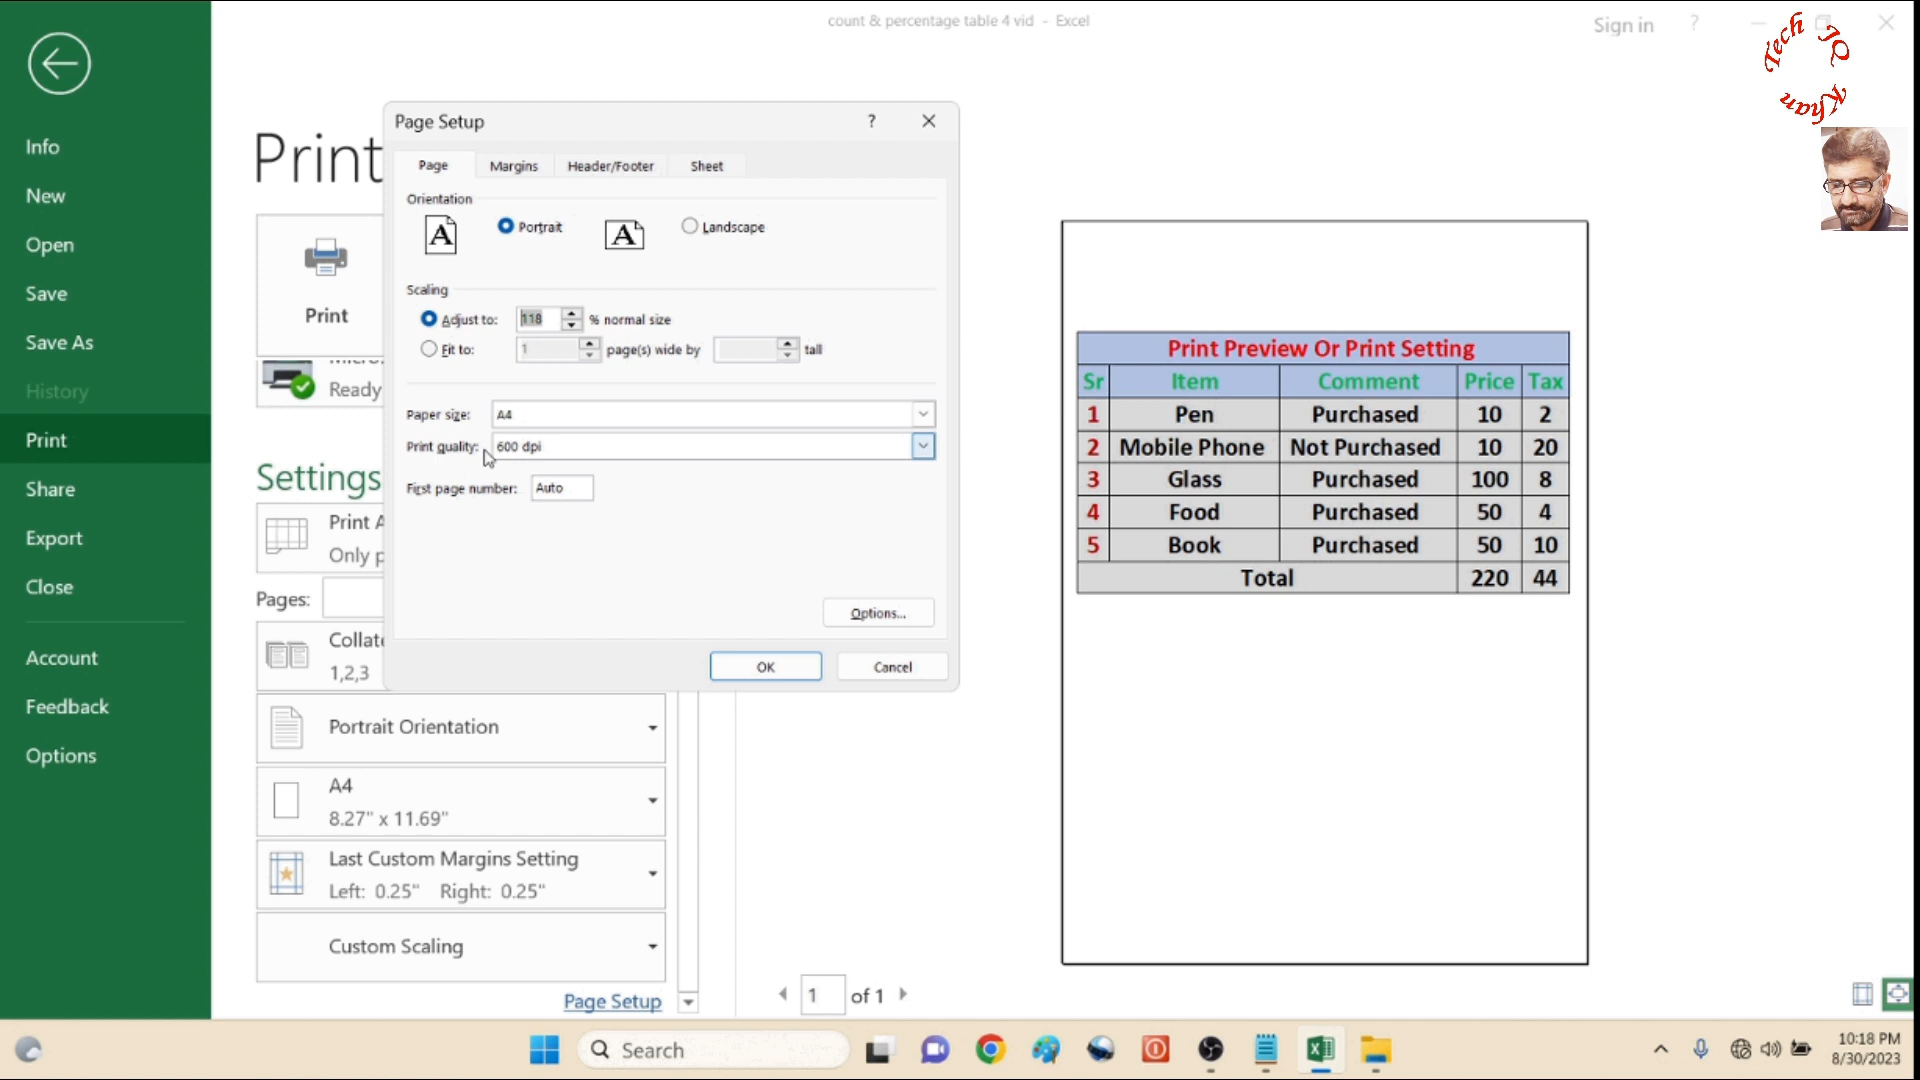 count & percentage table 4 vid - Excel
Sign in ?
Tech IQ Khan
Info
New
Open
Save
Save As
History
Print
Share
Export
Close
Account
Feedback
Options
Print
Print
Ready
Settings
Print A
Only p
Pages:
Collate
1,2,3
Portrait Orientation
A4
8.27" x 11.69"
Last Custom Margins Setting
Left: 0.25" Right: 0.25"
Custom Scaling
Page Setup
Page Setup ?
Page Margins Header/Footer Sheet
Orientation
A Portrait A Landscape
Scaling
Adjust to: 118 % normal size
Fit to: 1 page(s) wide by tall
Paper size: A4
Print quality: 600 dpi
First page number: Auto
Options...
OK Cancel
Print Preview Or Print Setting
Sr Item Comment Price Tax
1 Pen Purchased 10 2
2 Mobile Phone Not Purchased 10 20
3 Glass Purchased 100 8
4 Food Purchased 50 4
5 Book Purchased 50 10
Total 220 44
1 of 1
Search
10:18 PM
8/30/2023